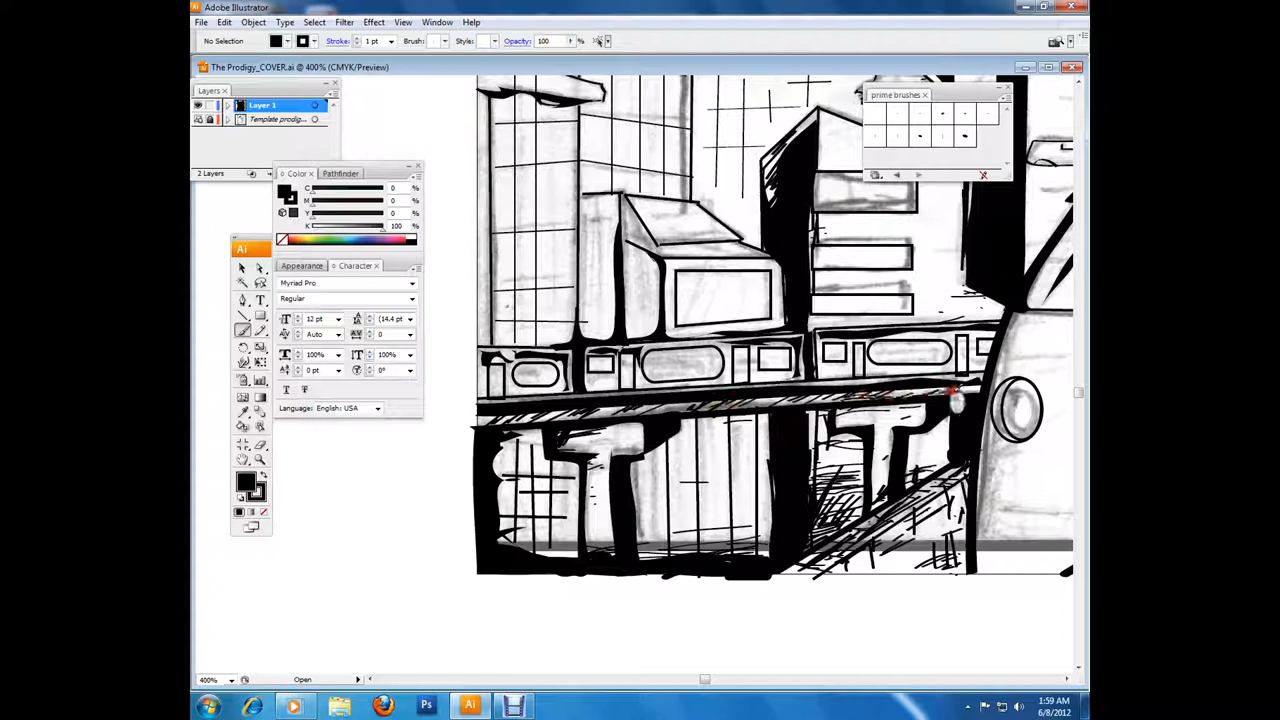 Adobe Illustrator
File Edit Object Type Select Filter Effect View Window Help
No Selection Stroke: 1 pt Brush: Style: Opacity: 100 %
The Prodigy_COVER.ai @ 400% (CMYK/Preview)
Layers
Layer 1
Template prodig...
2 Layers
prime brushes
Color Pathfinder
C 0 %
M 0 %
Y 0 %
K 100 %
Ai
Appearance Character
Myriad Pro
Regular
12 pt (14.4 pt
Auto 0
100% 100%
0 pt 0°
T T
Language: English: USA
400% Open
Ps Ai
1:59 AM
6/8/2012